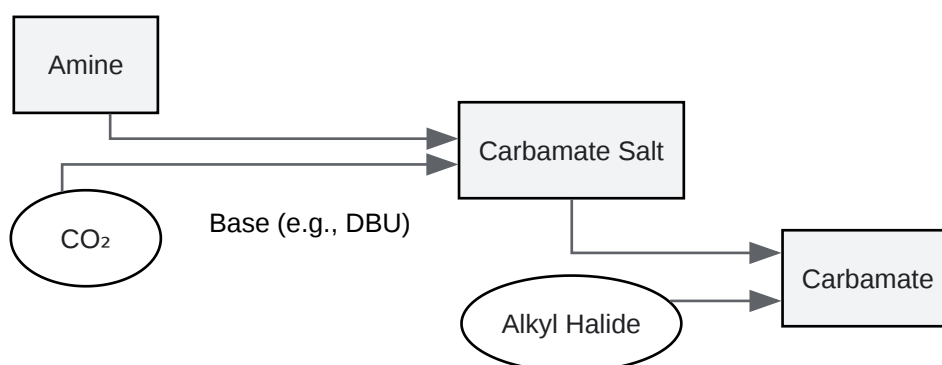 Amine
Carbamate Salt
CO₂
Base (e.g., DBU)
Carbamate
Alkyl Halide